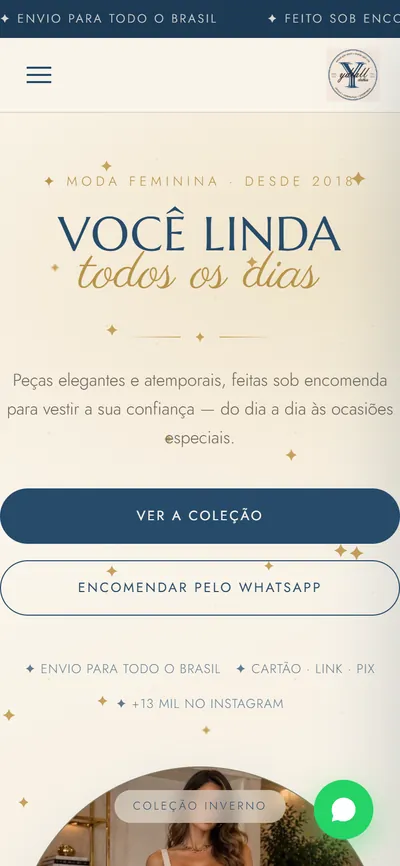 ✦ ENVIO PARA TODO O BRASIL ✦ FEITO SOB ENCO
Y
✦ MODA FEMININA · DESDE 2018
VOCÊ LINDA
todos os dias
Peças elegantes e atemporais, feitas sob encomenda
para vestir a sua confiança — do dia a dia às ocasiões
especiais.
VER A COLEÇÃO
ENCOMENDAR PELO WHATSAPP
✦ ENVIO PARA TODO O BRASIL ✦ CARTÃO · LINK · PIX
✦ +13 MIL NO INSTAGRAM
COLEÇÃO INVERNO